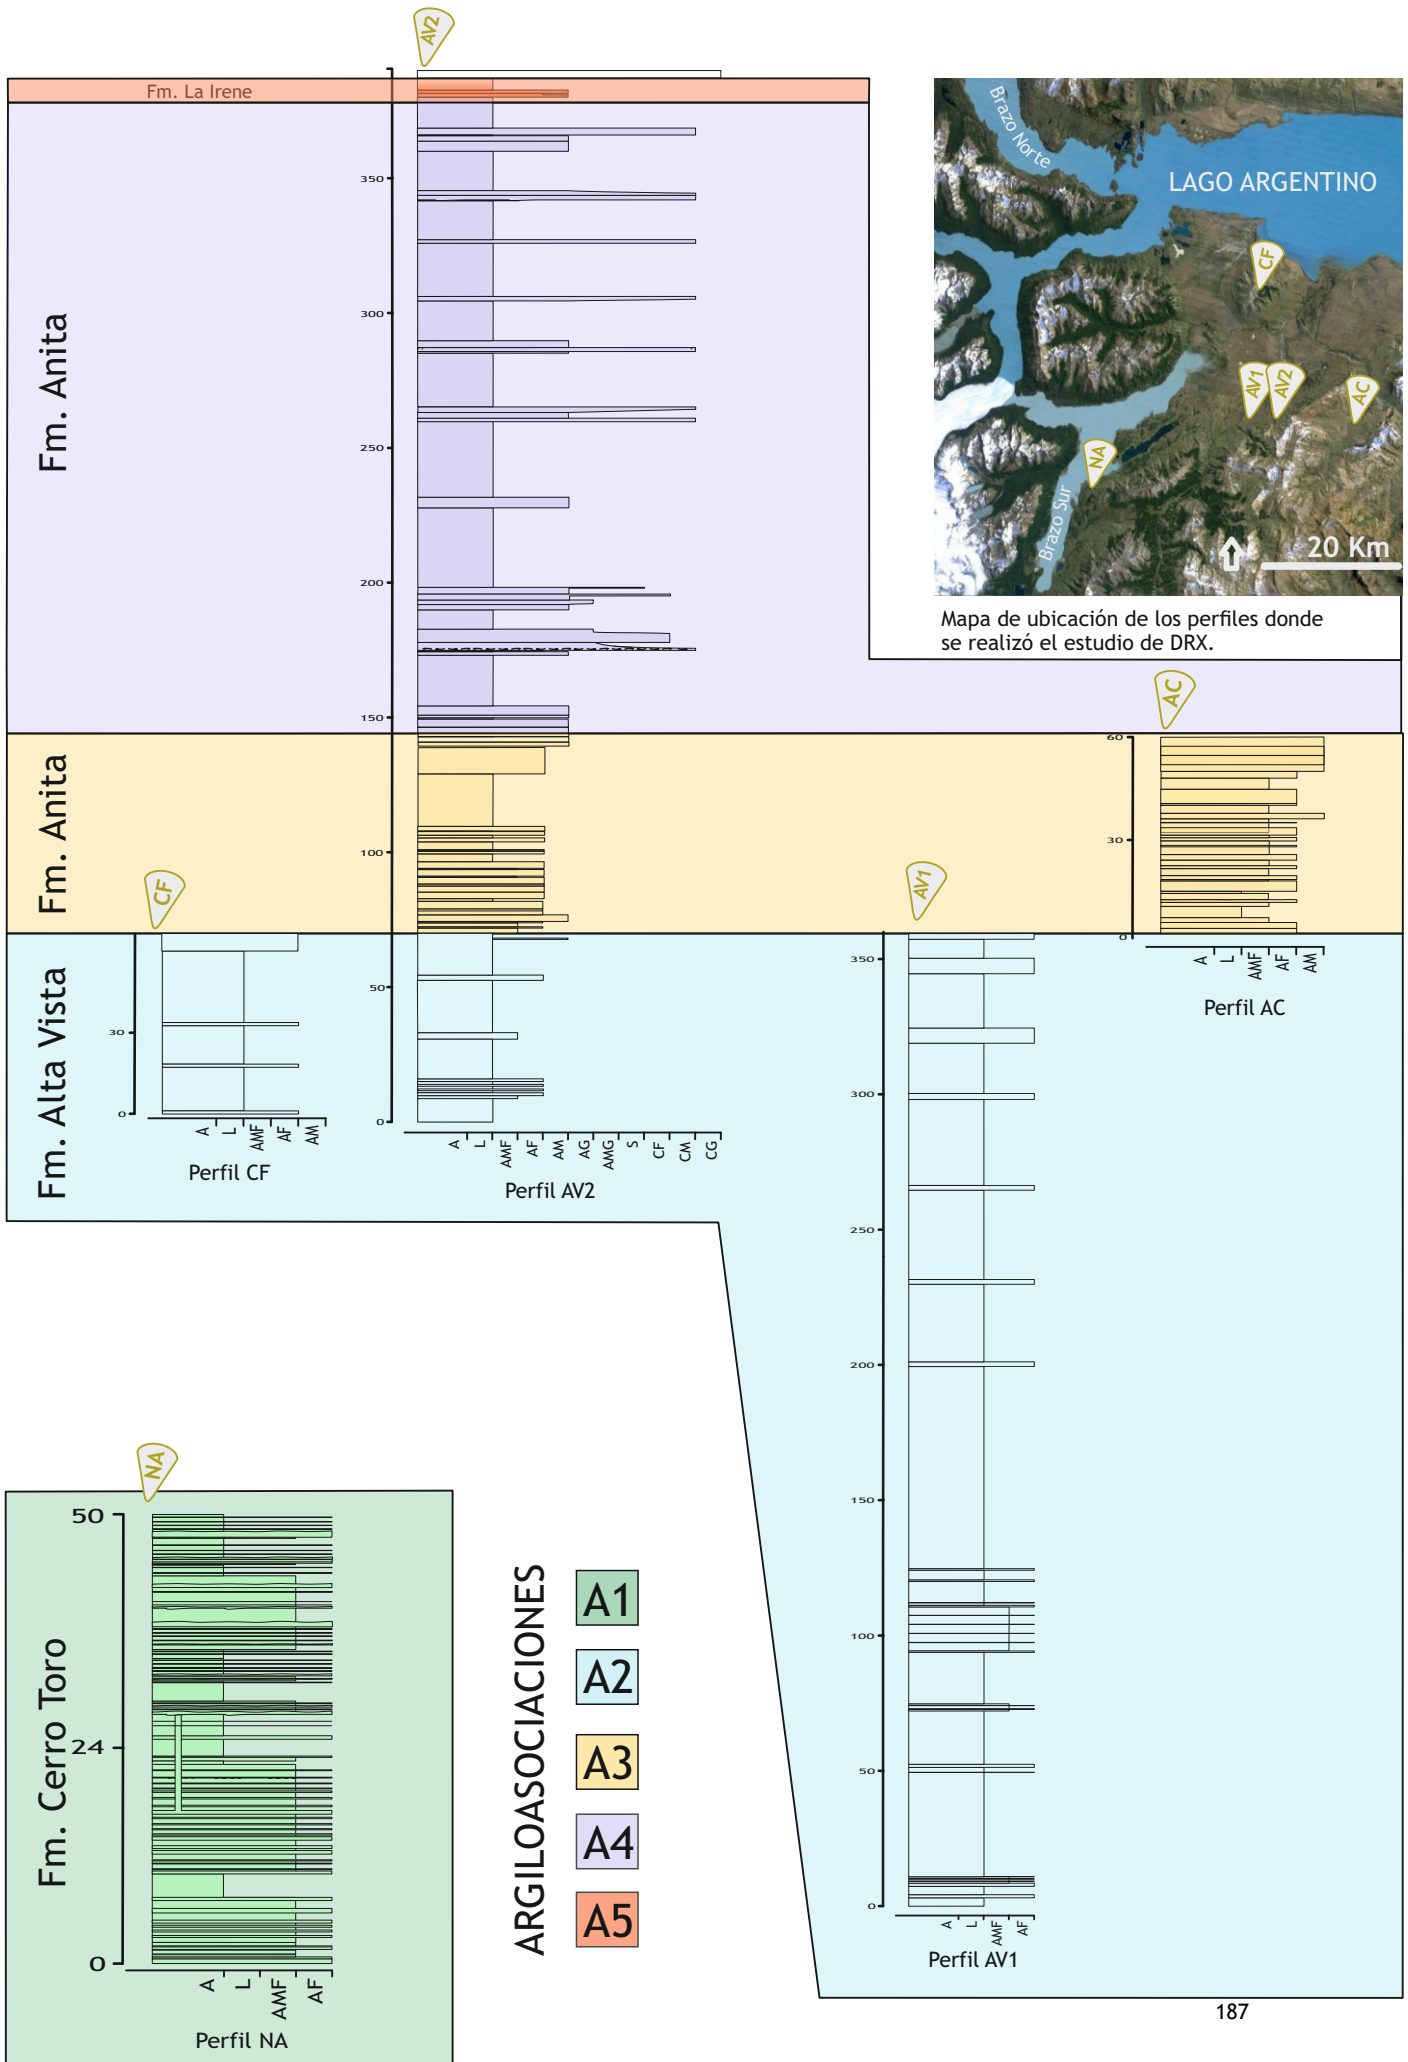 AV2
Fm. La Irene
350
300
250
200
150
100
50
0
Fm. Anita
Fm. Anita
Fm. Alta Vista
Brazo Norte
LAGO ARGENTINO
CF
AV1
AV2
AC
NA
Brazo Sur
20 Km
Mapa de ubicación de los perfiles donde
se realizó el estudio de DRX.
AC
60
30
0
A L AMF AF AM
Perfil AC
CF
30
0
A L AMF AF AM
Perfil CF
A L AMF AF AM AG AMG S CF CM CG
Perfil AV2
AV1
350
300
250
200
150
100
50
0
A L AMF AF
Perfil AV1
NA
50
24
0
Fm. Cerro Toro
A L AMF AF
Perfil NA
ARGILOASOCIACIONES
A1
A2
A3
A4
A5
187